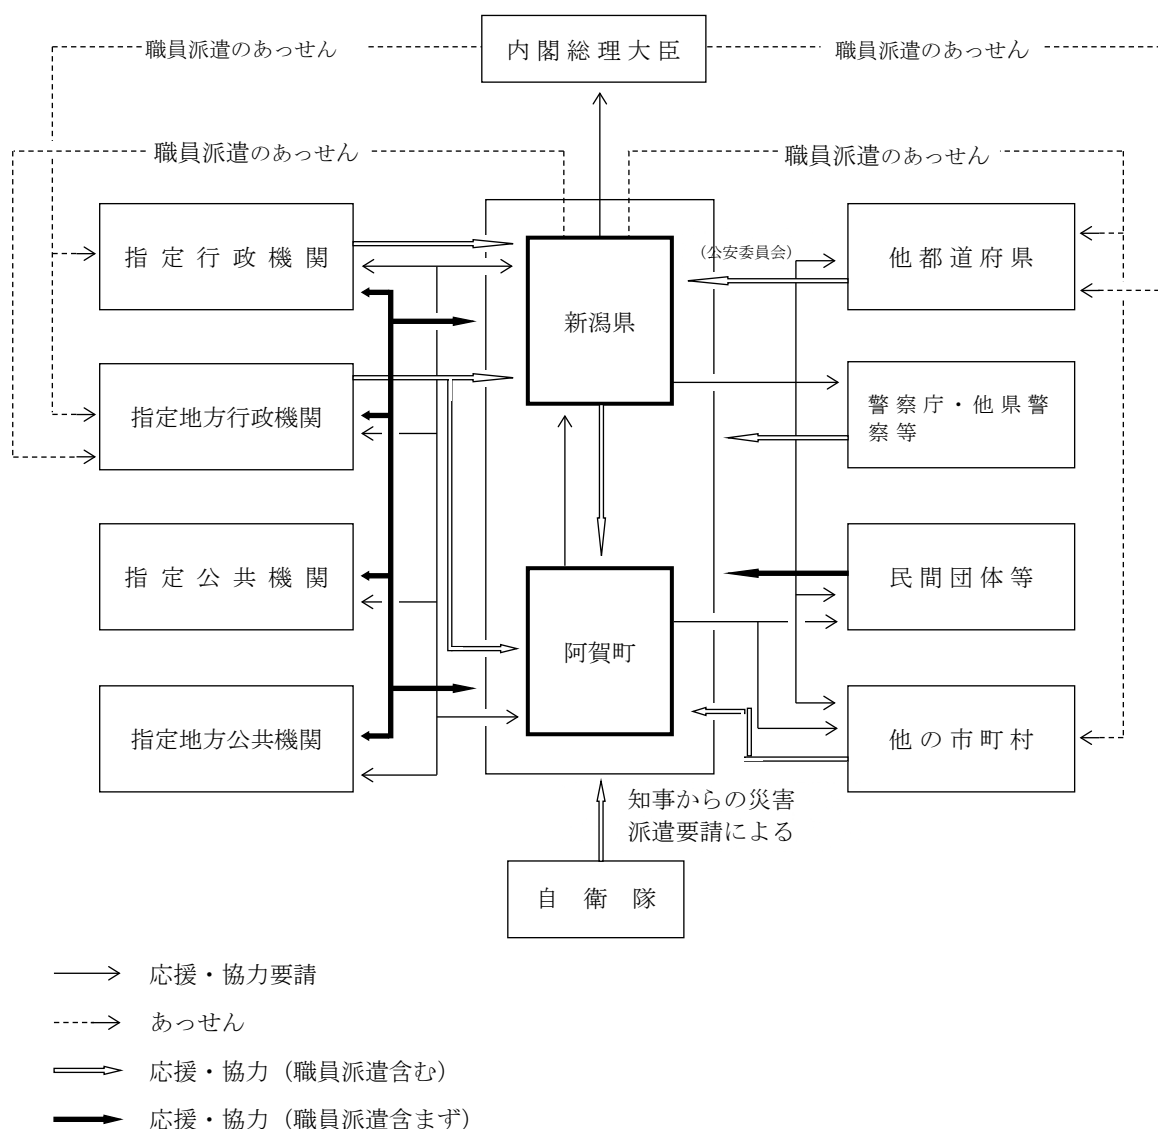 内閣総理大臣
職員派遣のあっせん
職員派遣のあっせん
職員派遣のあっせん
職員派遣のあっせん
指定行政機関
(公安委員会)
他都道府県
新潟県
指定地方行政機関
警察庁・他県警
察等
指定公共機関
民間団体等
阿賀町
指定地方公共機関
他の市町村
知事からの災害
派遣要請による
自衛隊
応援・協力要請
あっせん
応援・協力(職員派遣含む)
応援・協力(職員派遣含まず)